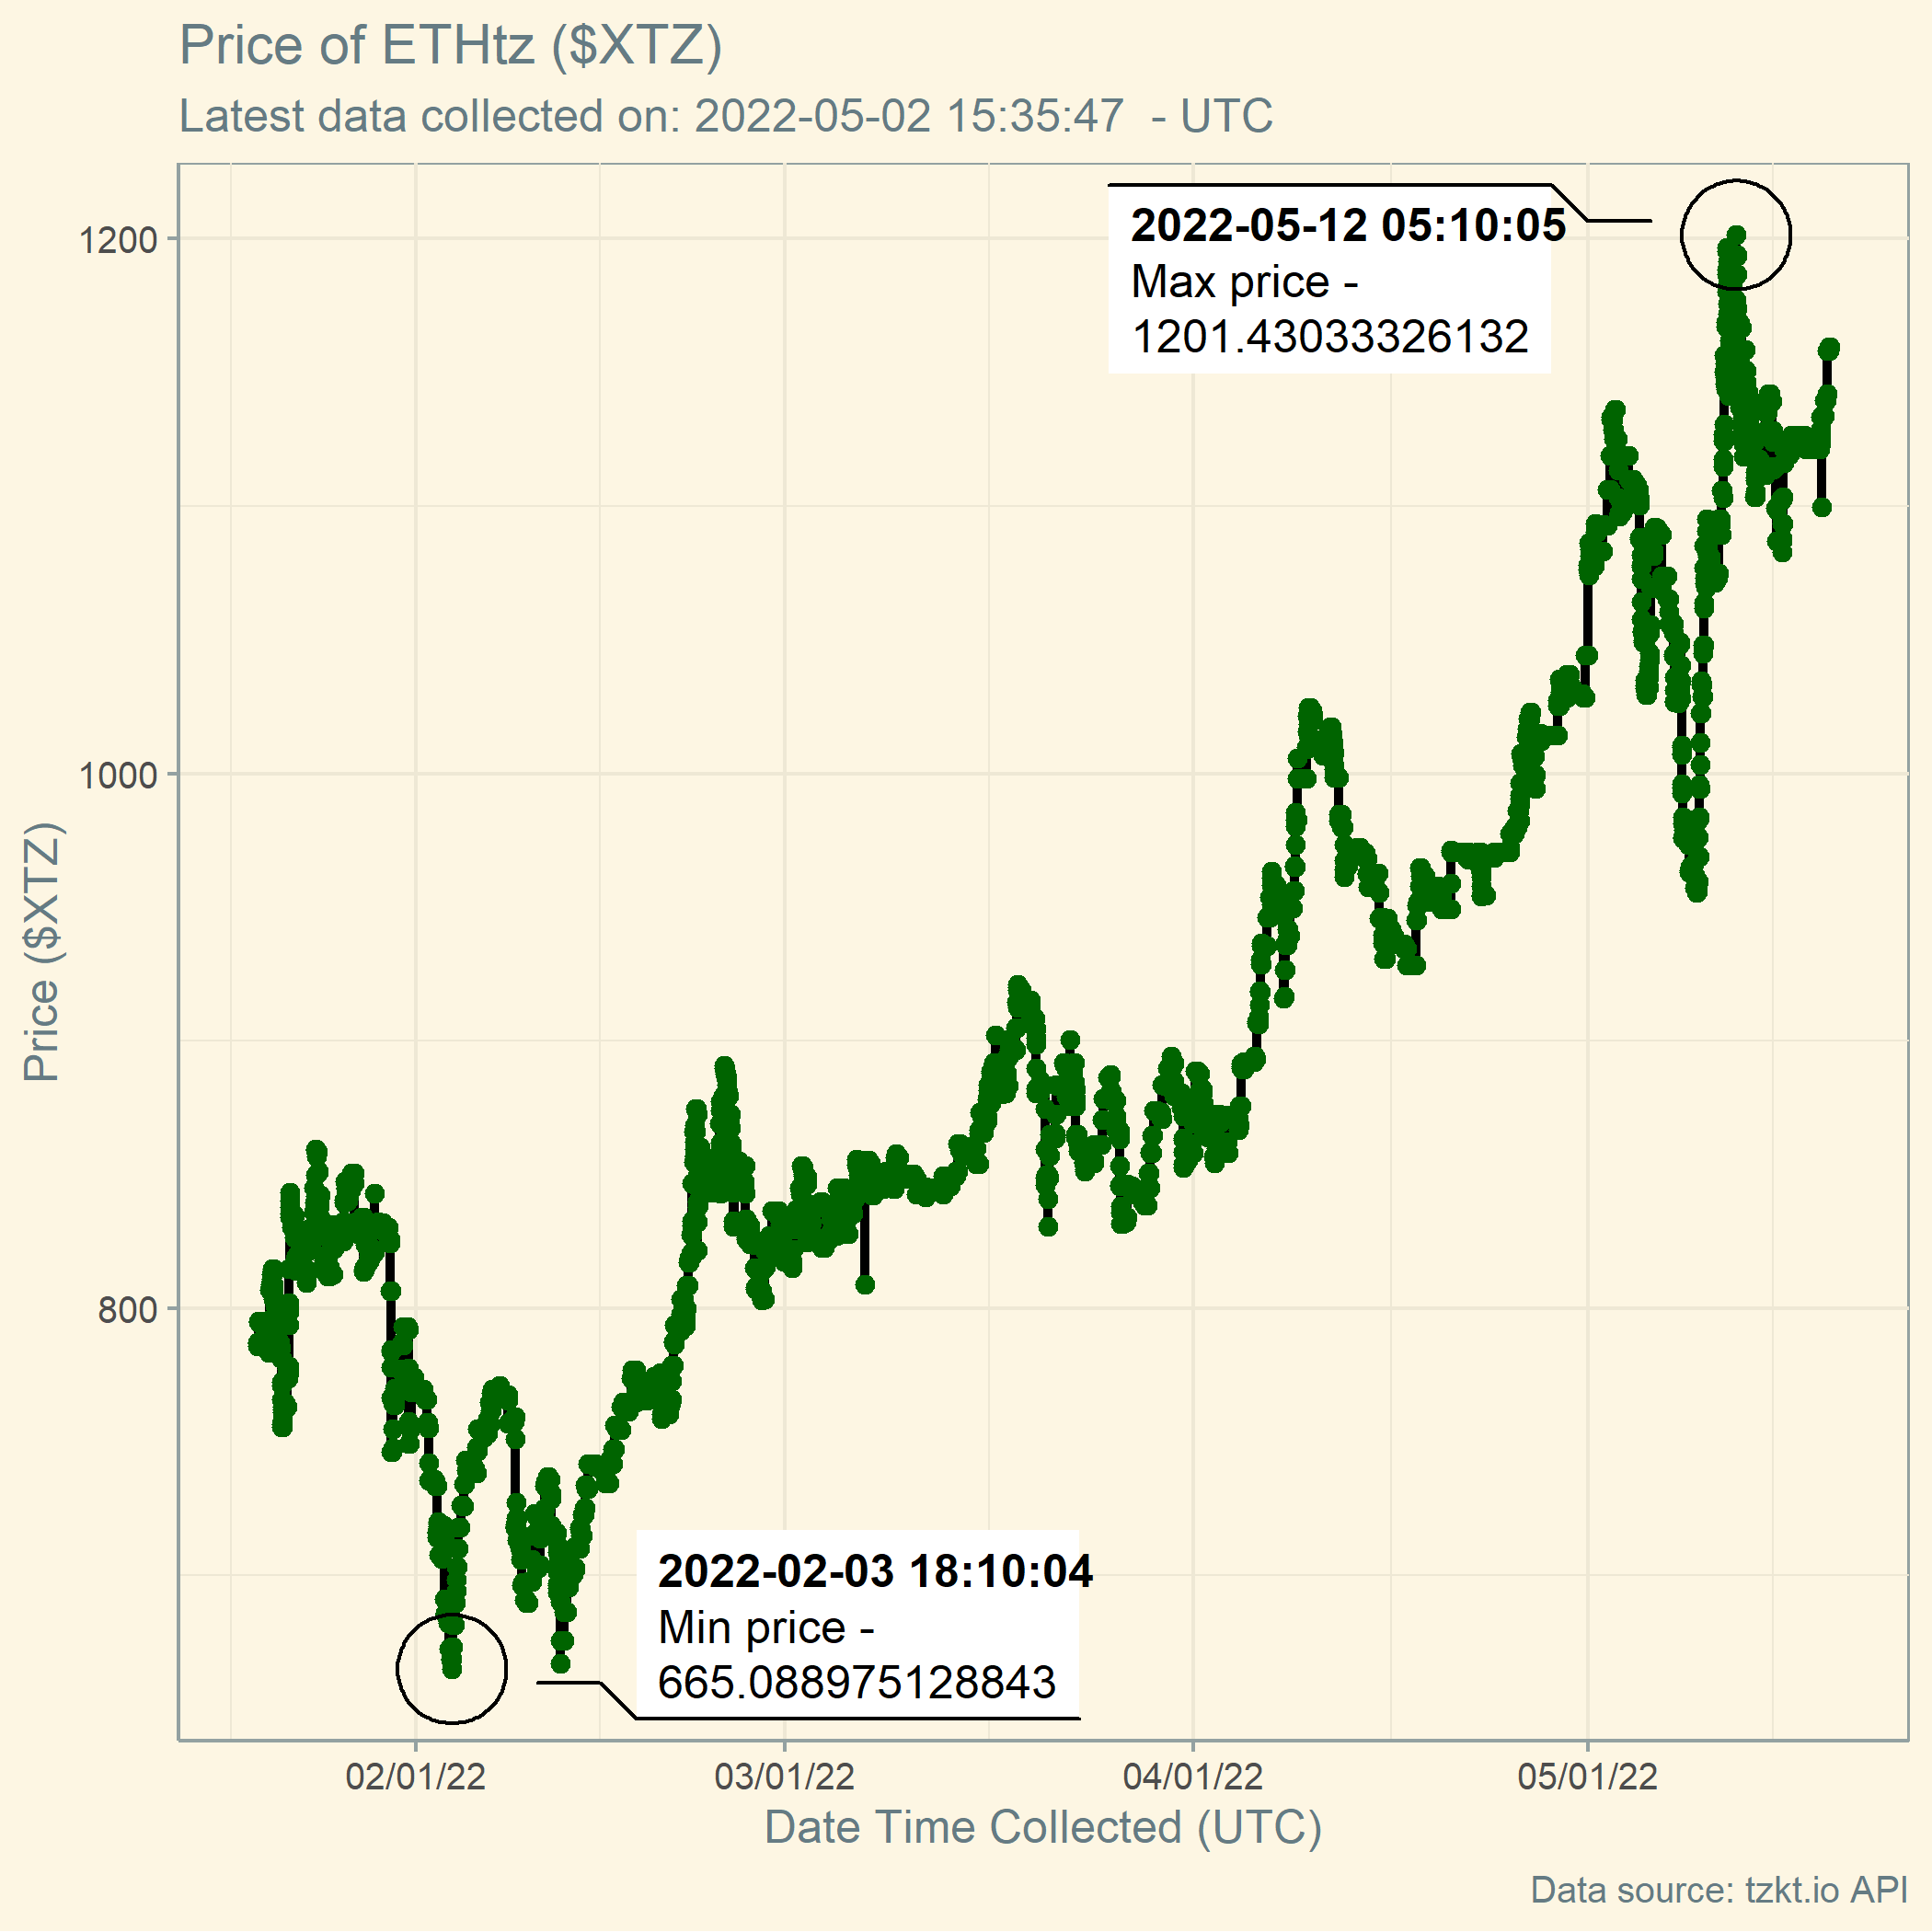 Price of ETHtz ($XTZ)
Latest data collected on: 2022-05-02 15:35:47  - UTC
2022-05-12 05:10:05
Max price -
1201.43033326132
1200
1000
800
Price ($XTZ)
2022-02-03 18:10:04
Min price -
665.088975128843
02/01/22
03/01/22
04/01/22
05/01/22
Date Time Collected (UTC)
Data source: tzkt.io API